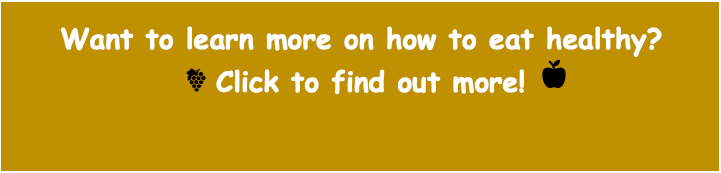 Want to learn more on how to eat healthy?
Click to find out more!